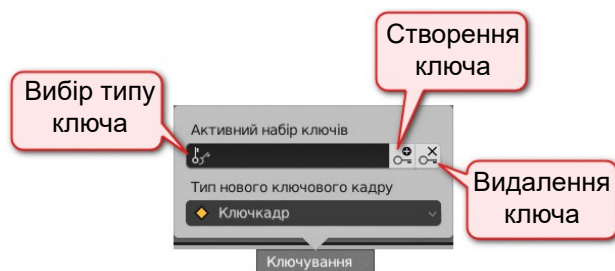 Створення
ключа
Вибір типу
ключа
Активний набір ключів
Тип нового ключового кадру
Ключкадр
Видалення
ключа
Ключування